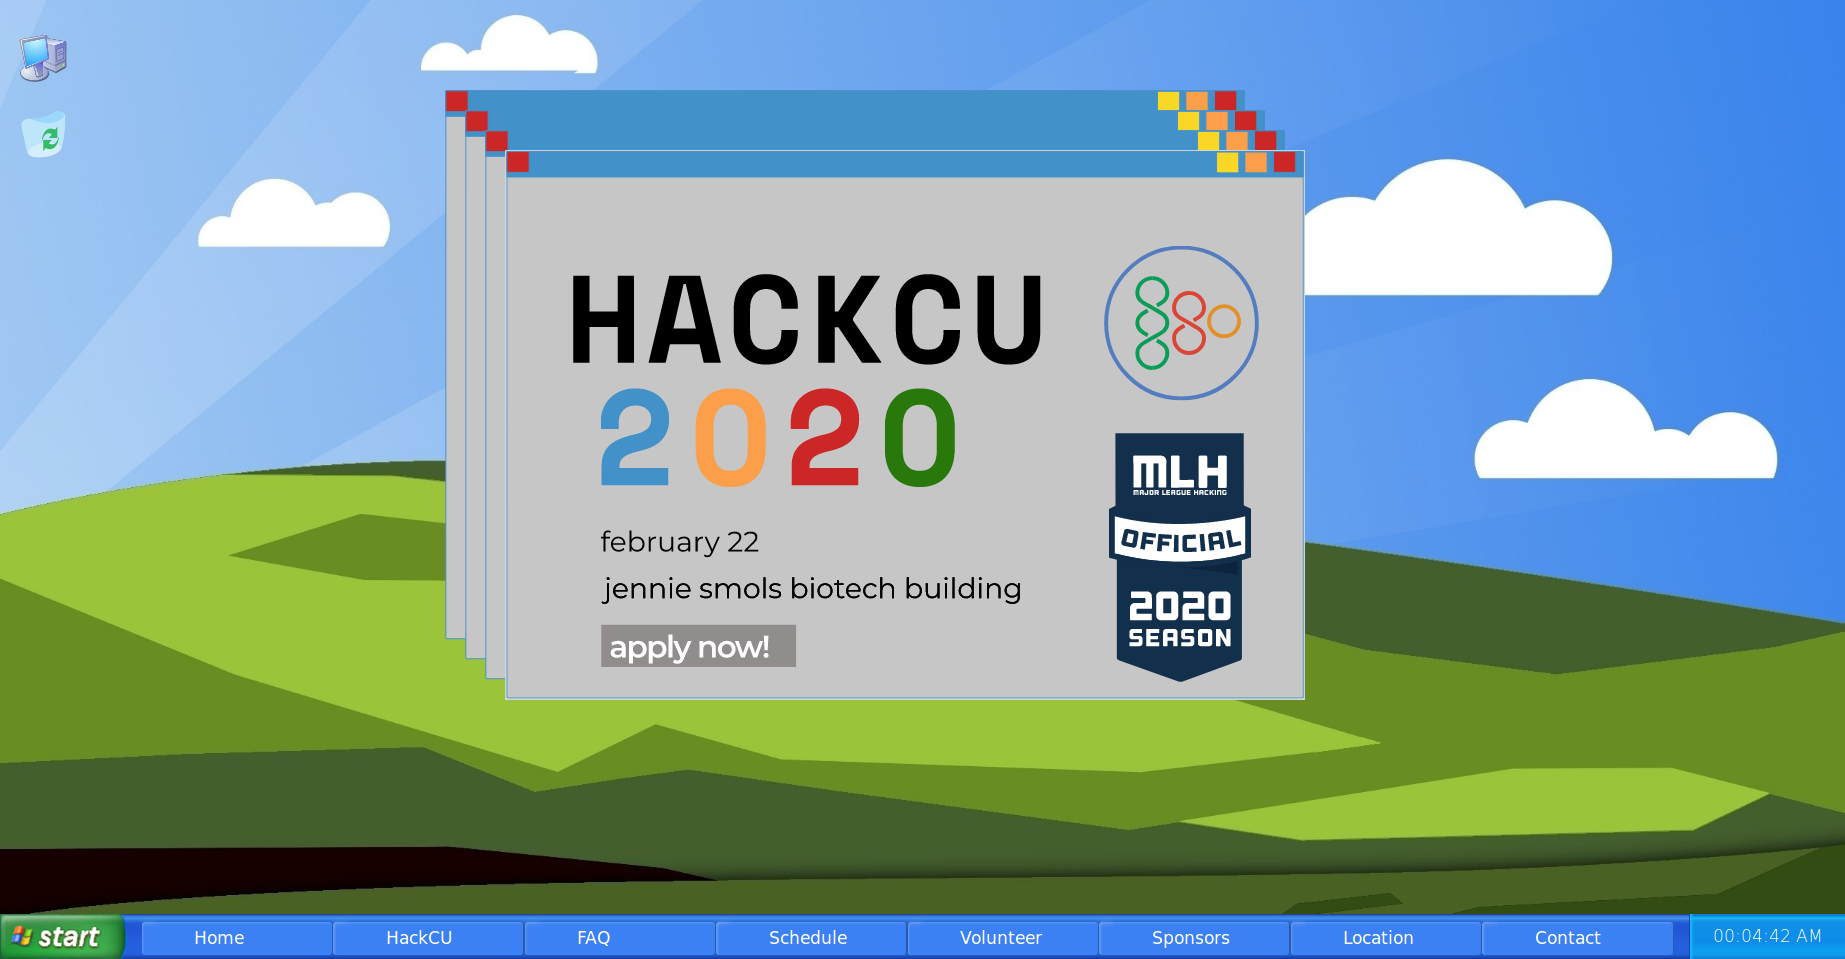 HACKCU
2020
february 22
jennie smols biotech building
apply now!
MLH
MAJOR LEAGUE HACKING
OFFICIAL
2020
SEASON
start
Home
HackCU
FAQ
Schedule
Volunteer
Sponsors
Location
Contact
00:04:42 AM